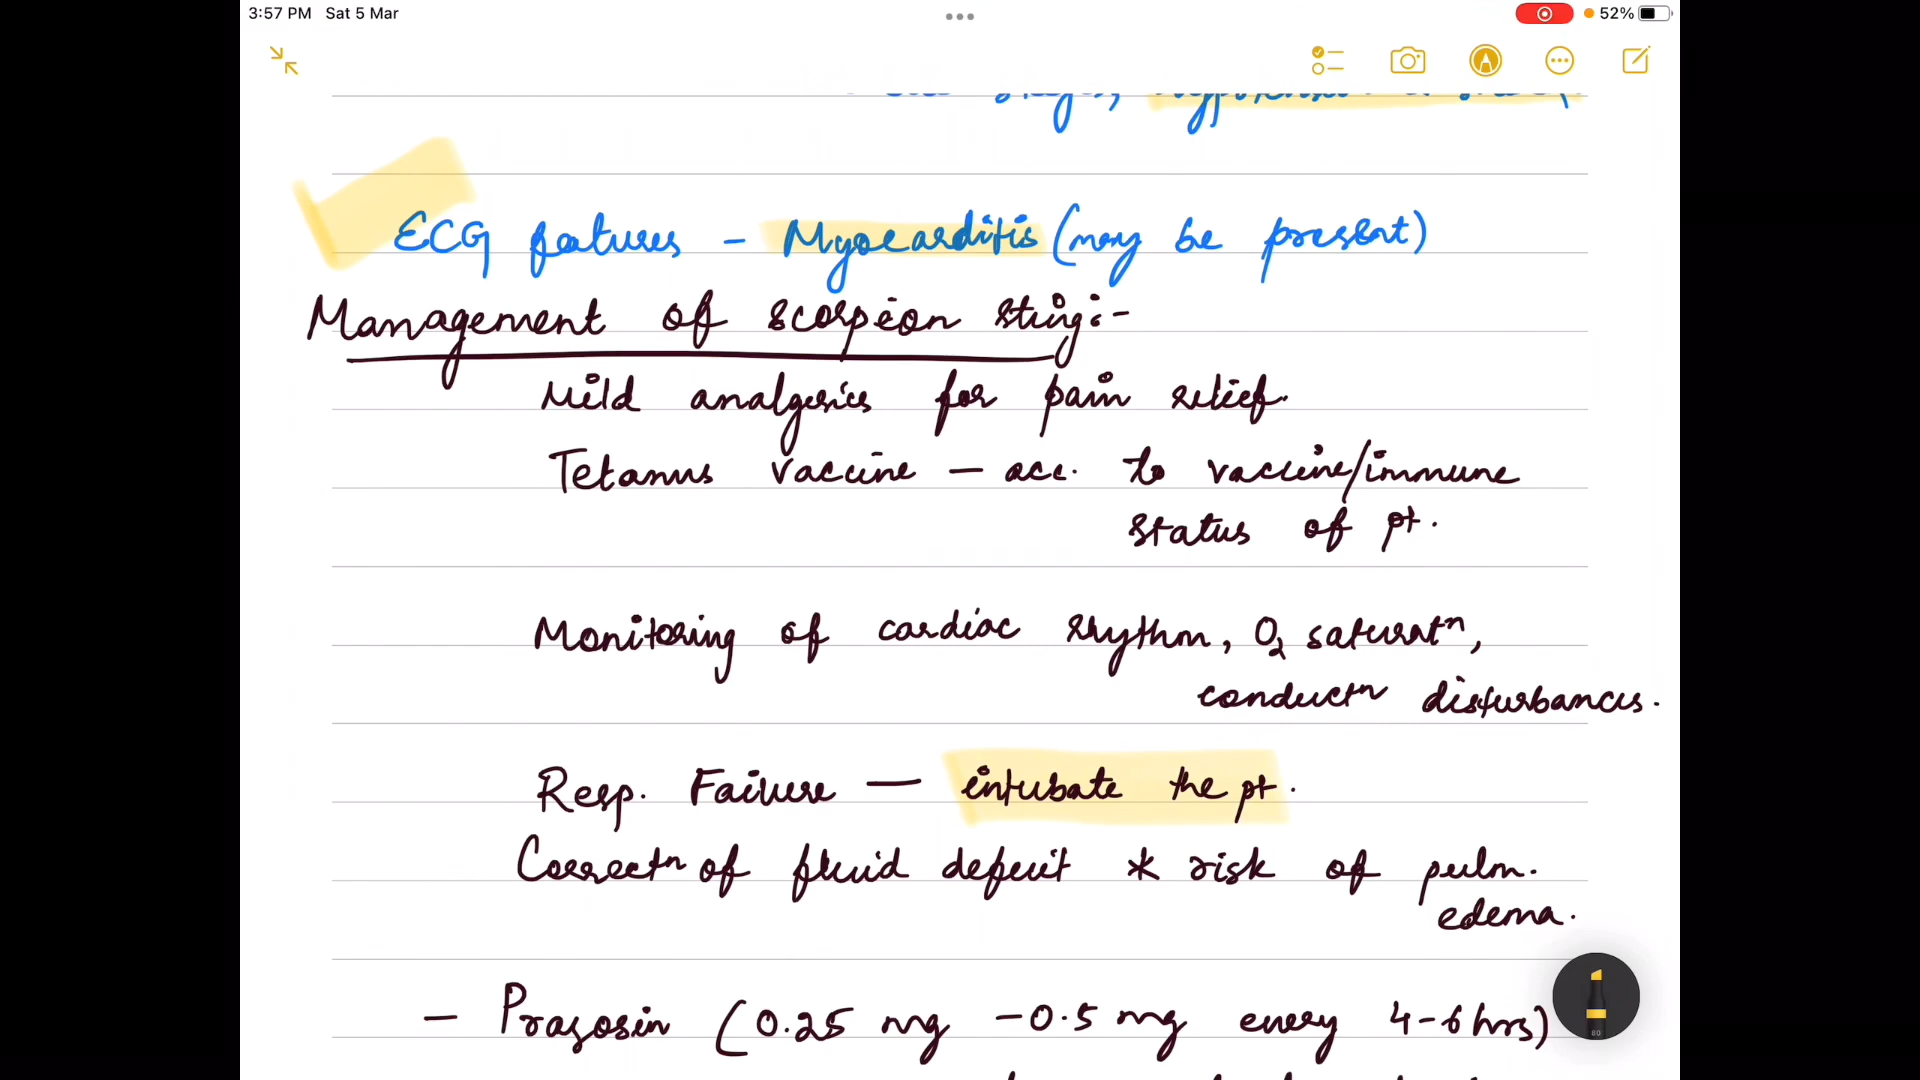 3:57 PM Sat 5 Mar
52%
ECG features - Myocarditis (may be present)
Management of scorpion sting:-
Mild analgesics for pain relief.
Tetanus vaccine - acc. to vaccine/immune
status of pt.
Monitoring of cardiac rhythm, O2 saturatn,
conductn disturbances.
Resp. Failure — intubate the pt.
Correctn of fluid deficit * risk of pulm.
edema.
- Prazosin (0.25 mg -0.5 mg every 4-6 hrs)
80